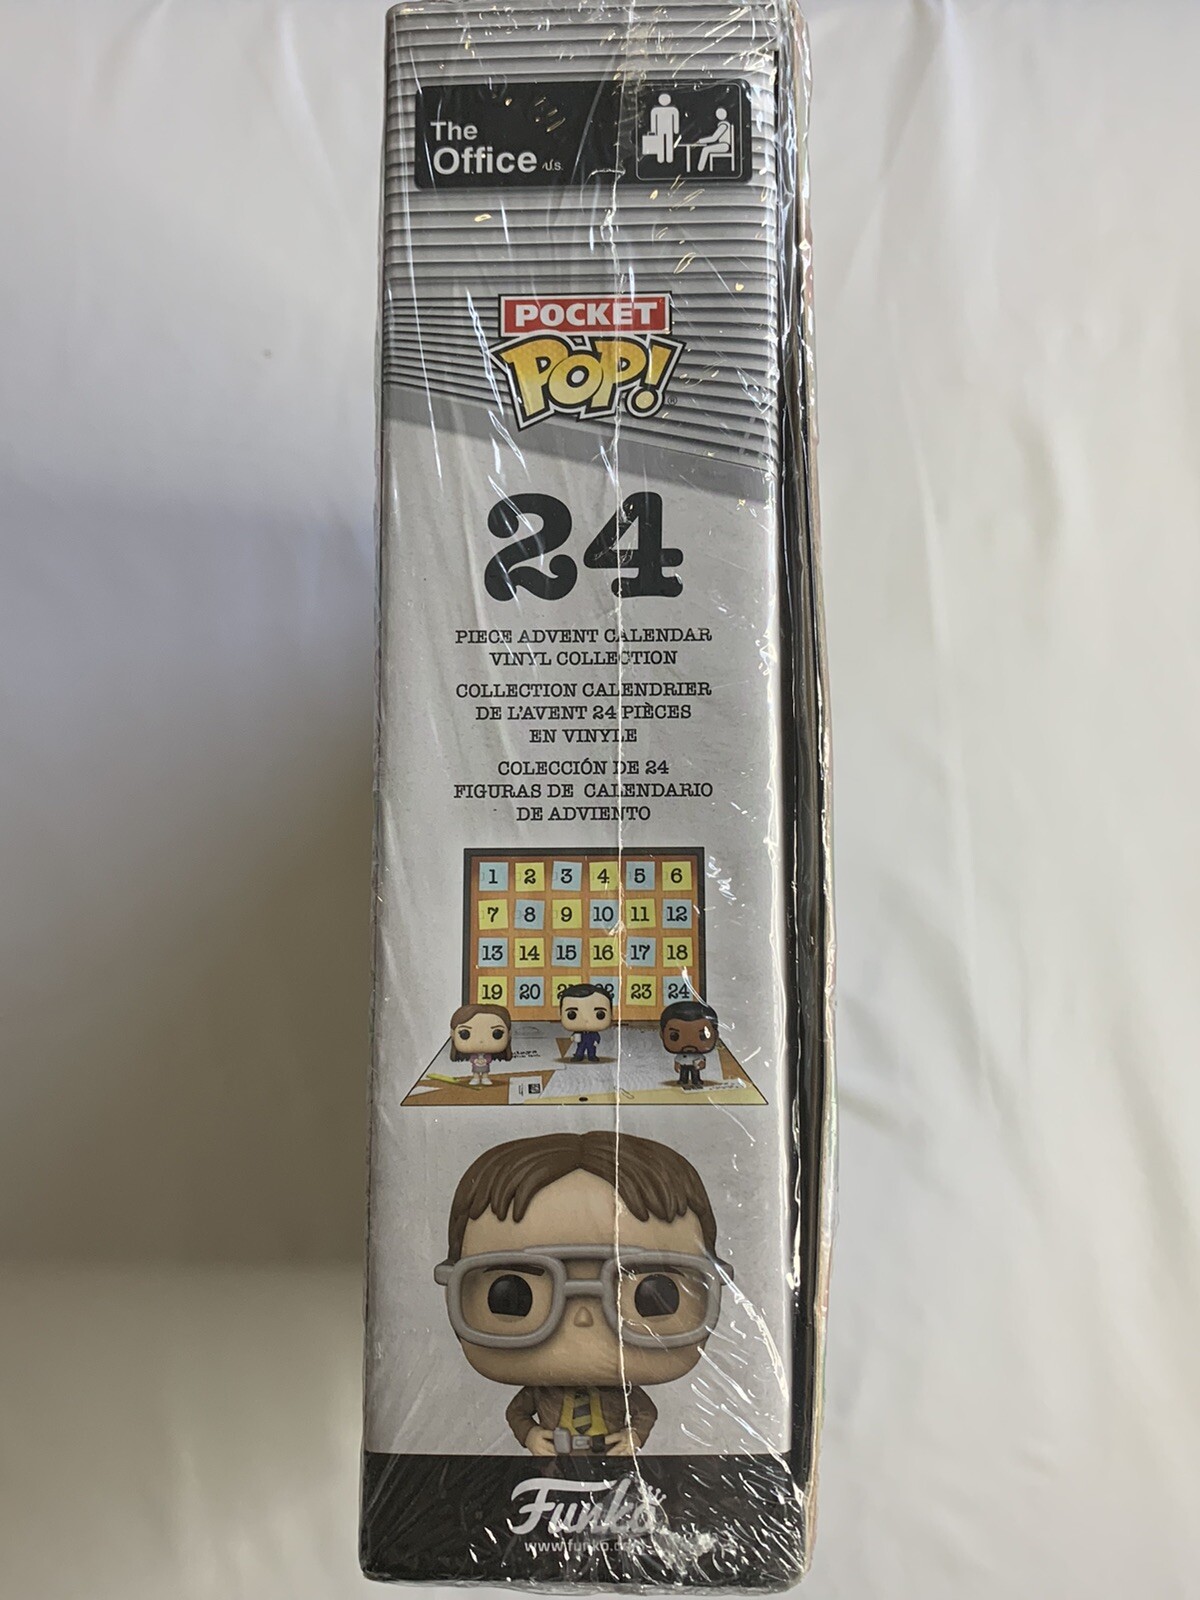 The
Office U.S.
POCKET
POP!
24
PIECE ADVENT CALENDAR
VINYL COLLECTION
COLLECTION CALENDRIER
DE L'AVENT 24 PIÈCES
EN VINYLE
COLECCIÓN DE 24
FIGURAS DE CALENDARIO
DE ADVIENTO
1 2 3 4 5 6
7 8 9 10 11 12
13 14 15 16 17 18
19 20 21 22 23 24
Funko
www.funko.com